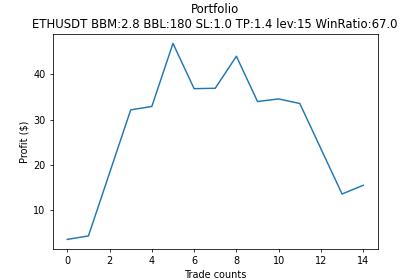 Portfolio
ETHUSDT BBM:2.8 BBL:180 SL:1.0 TP:1.4 lev:15 WinRatio:67.0
40
30
20
10
Profit ($)
0 2 4 6 8 10 12 14
Trade counts